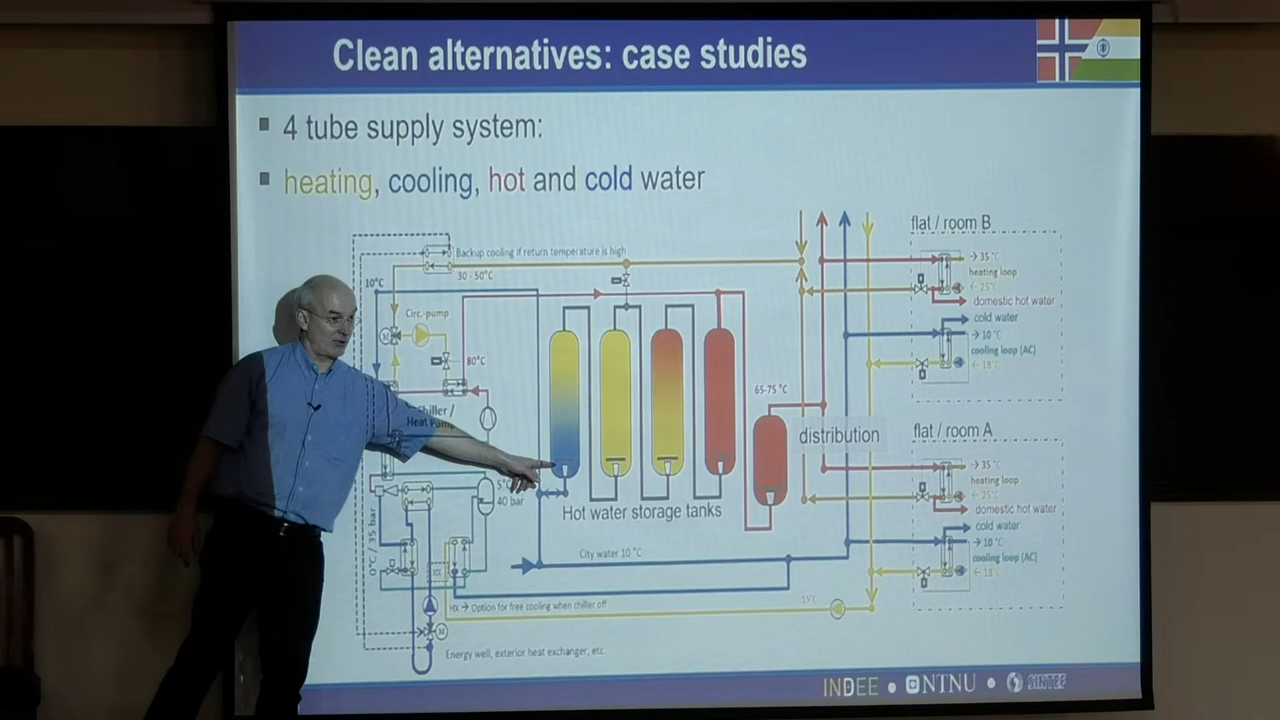 Clean alternatives: case studies
4 tube supply system:
heating, cooling, hot and cold water
flat / room B
Backup cooling if return temperature is high
30 - 50°C
10°C
→ 35 °C
heating loop
← 25°C
domestic hot water
cold water
→ 10 °C
cooling loop (AC)
← 18°C
Circ.-pump
M
80°C
65-75 °C
Chiller /
Heat Pump
distribution
flat / room A
→ 35 °C
heating loop
← 25°C
domestic hot water
cold water
→ 10 °C
cooling loop (AC)
← 18°C
40 bar
Hot water storage tanks
0°C / 35 bar
City water 10 °C
HX
HX → Option for free cooling when chiller off
15°C
M
Energy well, exterior heat exchanger, etc.
INDEE • NTNU • SINTEF